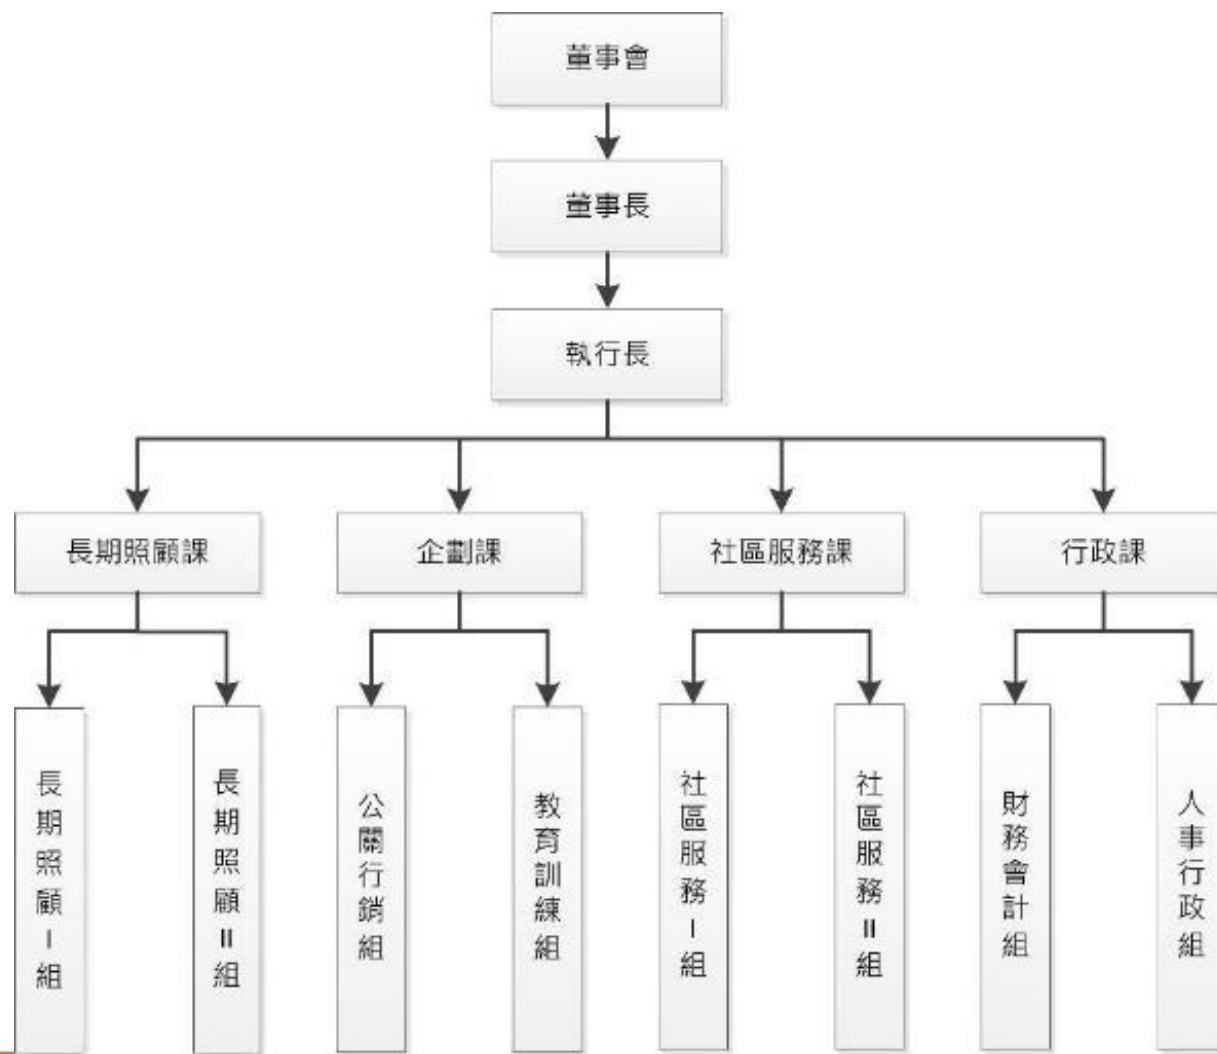 董事會
董事長
執行長
長期照顧課
企劃課
社區服務課
行政課
長期照顧Ⅰ組
長期照顧Ⅱ組
公關行銷組
教育訓練組
社區服務Ⅰ組
社區服務Ⅱ組
財務會計組
人事行政組